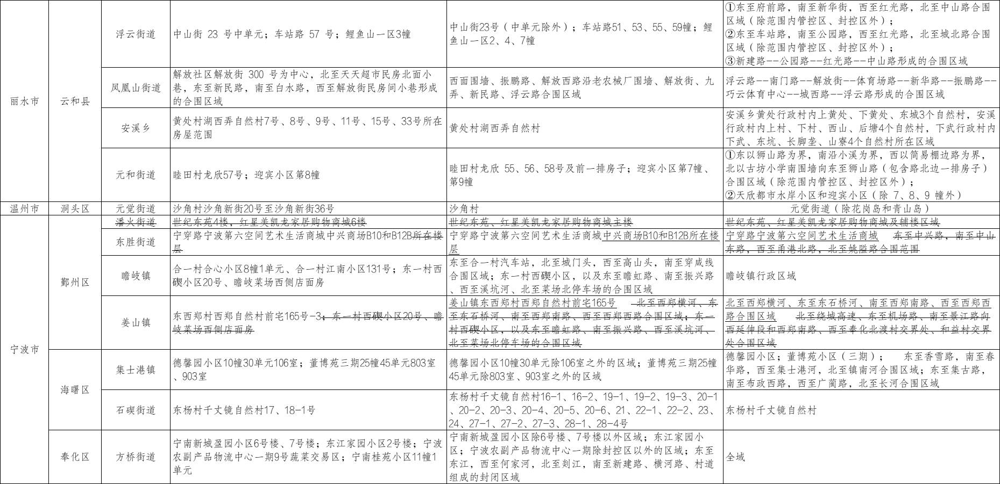 丽水市
云和县
浮云街道
中山街 23 号中单元；车站路 57 号；鲤鱼山一区3幢
中山街23号（中单元除外）；车站路51、53、55、59幢；鲤
鱼山一区2、4、7幢
①东至府前路，南至新华街，西至红光路，北至中山路合围
区域（除范围内管控区、封控区外）；
②东至车站路，南至公园路，西至红光路，北至城北路合围
区域（除范围内管控区、封控区外）；
③新建路--公园路--红光路--中山路形成的合围区域
凤凰山街道
解放社区解放街 300 号为中心，北至天天超市民房北面小
巷，东至新民路，南至白水路，西至解放街民房间小巷形成
的合围区域
西面围墙、振鹏路、解放西路沿老农械厂围墙、解放街、九
弄、新民路、浮云路合围区域
浮云路--南门路--解放街--体育场路--新华路--振鹏路--
巧云体育中心--城西路--浮云路形成的合围区域
安溪乡
黄处村湖西弄自然村7号、8号、9号、11号、15号、33号所在
房屋范围
黄处村湖西弄自然村
安溪乡黄处行政村内上黄处、下黄处、东城3个自然村，安溪
行政村内上村、下村、西山、后塘4个自然村，下武行政村内
下武、东坑、长脚垄、山寮4个自然村所在区域
元和街道
睦田村龙欣57号；迎宾小区第8幢
睦田村龙欣 55、56、58号及前一排房子；迎宾小区第7幢、
第9幢
①东以狮山路为界，南沿小溪为界，西以简易棚边路为界，
北以古坊小学南围墙向东至狮山路（包含路北边一排房子）
合围区域（除范围内管控区、封控区外）；
②天欣都市水岸小区和迎宾小区（除 7、8、9 幢外）
温州市
洞头区
元觉街道
沙角村沙角新街20号至沙角新街36号
沙角村
元觉街道（除花岗岛和青山岛）
宁波市
鄞州区
潘火街道
世纪东苑4楼，红星美凯龙家居购物商城6楼
世纪东苑、红星美凯龙家居购物商城主楼
世纪东苑、红星美凯龙家居购物商城及辅楼区域
东胜街道
宁穿路宁波第六空间艺术生活商城中兴商场B10和B12B所在楼
层
宁穿路宁波第六空间艺术生活商城中兴商场B10和B12B所在楼
层
宁穿路宁波第六空间艺术生活商城 东至中兴路，南至中山
东路，西至甬港北路，北至姚隘路合围范围
瞻岐镇
合一村合心小区8幢1单元、合一村江南小区131号；东一村西
碶小区20号、瞻岐菜场西侧店面房
东至合一村汽车站，北至城门头，西至高山头，南至穿咸线
合围区域；东一村西碶小区，以及东至瞻虹路、南至振兴路
、西至溪坑河、北至菜场北停车场的合围区域
瞻岐镇行政区域
姜山镇
东西郑村西郑自然村前宅165号-3；东一村西碶小区20号、瞻
岐菜场西侧店面房
姜山镇东西郑村西郑自然村前宅165号 北至西郑横河、东
至东石桥河、南至西郑南路、西至西郑西路合围区域；东一
村西碶小区，以及东至瞻虹路、南至振兴路、西至溪坑河、
北至菜场北停车场的合围区域
北至西郑横河、东至东石桥河、南至西郑南路、西至西郑西
路合围区域 北至绕城高速、东至机场路、南至景江路向
西延伸段和西郑南路、西至奉化北渡村交界处、和益村交界
处合围区域
海曙区
集士港镇
德馨园小区10幢30单元106室；董博苑三期25幢45单元803室
、903室
德馨园小区10幢30单元除106室之外的区域；董博苑三期25幢
45单元除803室、903室之外的区域
德馨园小区；董博苑小区（三期）； 东至香雪路，南至春
华路，西至集士港河，北至镇南河合围区域；东至集古路，
南至布政西路，西至广蔺路，北至长河合围区域
石碶街道
东杨村千丈镜自然村17、18-1号
东杨村千丈镜自然村16-1、16-2、19-1、19-2、19-3、20-1
、20-2、20-3、20-4、20-5、20-6、21、22-1、22-2、23、
24、27-1、27-2、27-3、28-1、28-4号
东杨村千丈镜自然村
奉化区
方桥街道
宁南新城盈园小区6号楼、7号楼；东江家园小区2号楼；宁波
农副产品物流中心一期9号蔬菜交易区；宁南桂苑小区11幢1
单元
宁南新城盈园小区除6号楼、7号楼以外区域；东江家园小
区；宁波农副产品物流中心一期除封控区以外的区域；东至
东江，西至何家河，北至剡江，南至新建路、横河路、村道
组成的封闭区域
全域